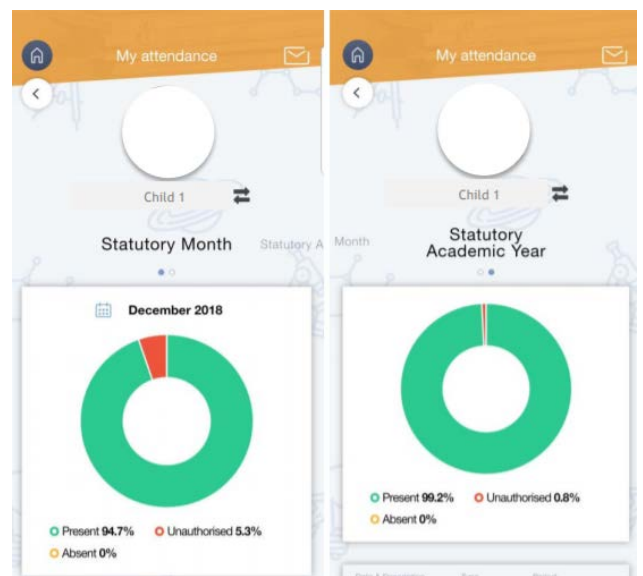 My attendance
Child 1
Statutory Month
Statutory A
December 2018
Present 94.7%
Unauthorised 5.3%
Absent 0%
My attendance
Child 1
Month
Statutory
Academic Year
Present 99.2%
Unauthorised 0.8%
Absent 0%